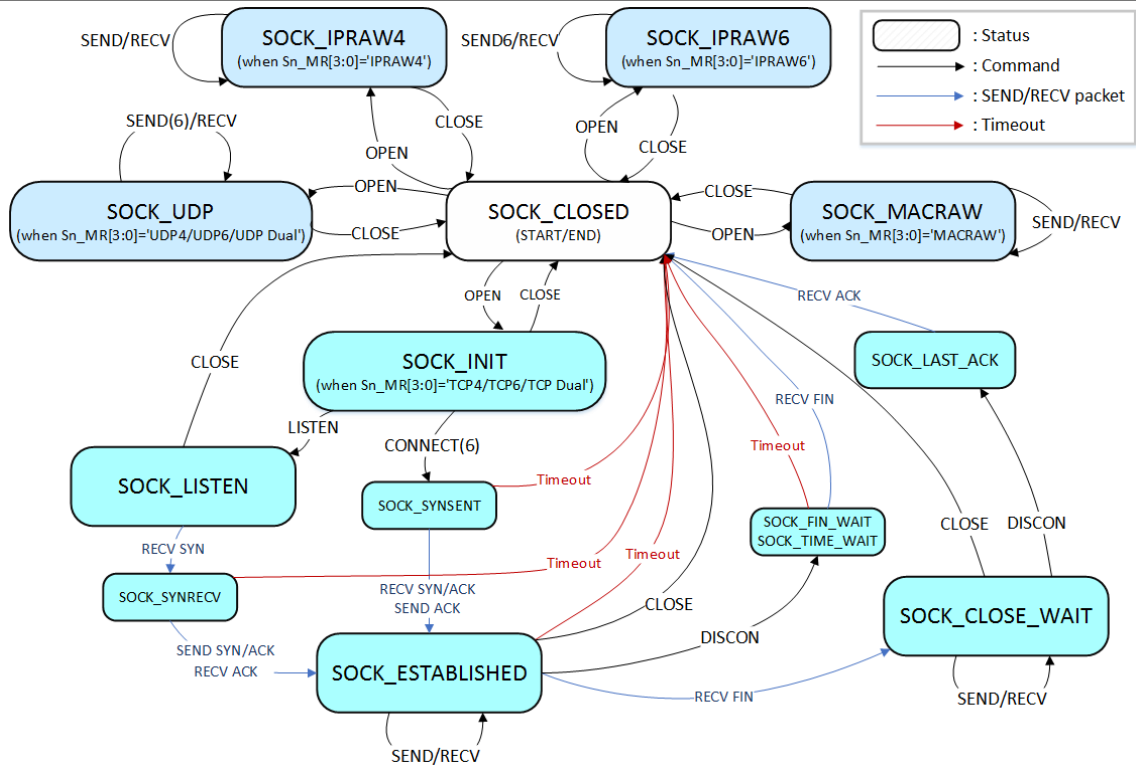 SEND/RECV
SOCK_IPRAW4
(when Sn_MR[3:0]='IPRAW4')
SEND6/RECV
SOCK_IPRAW6
(when Sn_MR[3:0]='IPRAW6')
: Status
: Command
: SEND/RECV packet
: Timeout
SEND(6)/RECV
CLOSE
OPEN
OPEN
CLOSE
OPEN
CLOSE
SOCK_UDP
(when Sn_MR[3:0]='UDP4/UDP6/UDP Dual')
CLOSE
SOCK_CLOSED
(START/END)
OPEN
SOCK_MACRAW
(when Sn_MR[3:0]='MACRAW')
SEND/RECV
OPEN
CLOSE
RECV ACK
CLOSE
SOCK_INIT
(when Sn_MR[3:0]='TCP4/TCP6/TCP Dual')
SOCK_LAST_ACK
RECV FIN
LISTEN
CONNECT(6)
Timeout
Timeout
SOCK_LISTEN
SOCK_SYNSENT
SOCK_FIN_WAIT
SOCK_TIME_WAIT
CLOSE
DISCON
RECV SYN
Timeout
Timeout
SOCK_SYNRECV
RECV SYN/ACK
SEND ACK
CLOSE
SOCK_CLOSE_WAIT
SEND SYN/ACK
RECV ACK
DISCON
SOCK_ESTABLISHED
RECV FIN
SEND/RECV
SEND/RECV